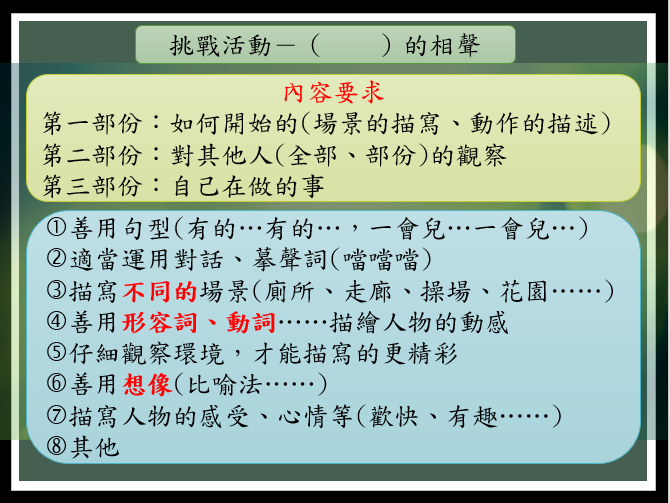 挑戰活動－（　　）的相聲
內容要求
第一部份：如何開始的(場景的描寫、動作的描述)
第二部份：對其他人(全部、部份)的觀察
第三部份：自己在做的事
①善用句型(有的…有的…，一會兒…一會兒…)
②適當運用對話、摹聲詞(噹噹噹)
③描寫不同的場景(廁所、走廊、操場、花園……)
④善用形容詞、動詞……描繪人物的動感
⑤仔細觀察環境，才能描寫的更精彩
⑥善用想像(比喻法……)
⑦描寫人物的感受、心情等(歡快、有趣……)
⑧其他